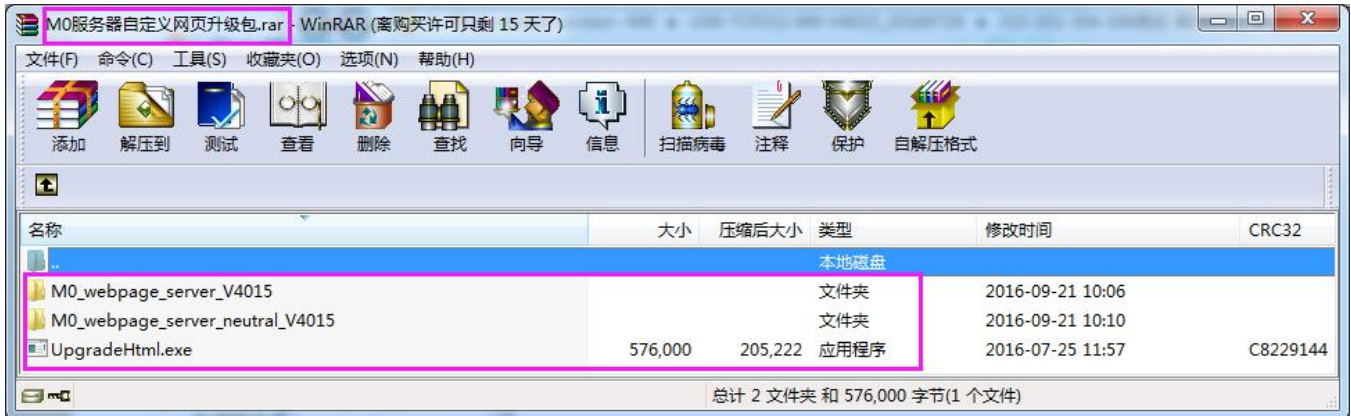 M0服务器自定义网页升级包.rar - WinRAR (离购买许可只剩 15 天了)
文件(F) 命令(C) 工具(S) 收藏夹(O) 选项(N) 帮助(H)
添加 解压到 测试 查看 删除 查找 向导 信息 扫描病毒 注释 保护 自解压格式
名称 大小 压缩后大小 类型 修改时间 CRC32
.. 本地磁盘
M0_webpage_server_V4015 文件夹 2016-09-21 10:06
M0_webpage_server_neutral_V4015 文件夹 2016-09-21 10:10
UpgradeHtml.exe 576,000 205,222 应用程序 2016-07-25 11:57 C8229144
总计 2 文件夹 和 576,000 字节(1 个文件)